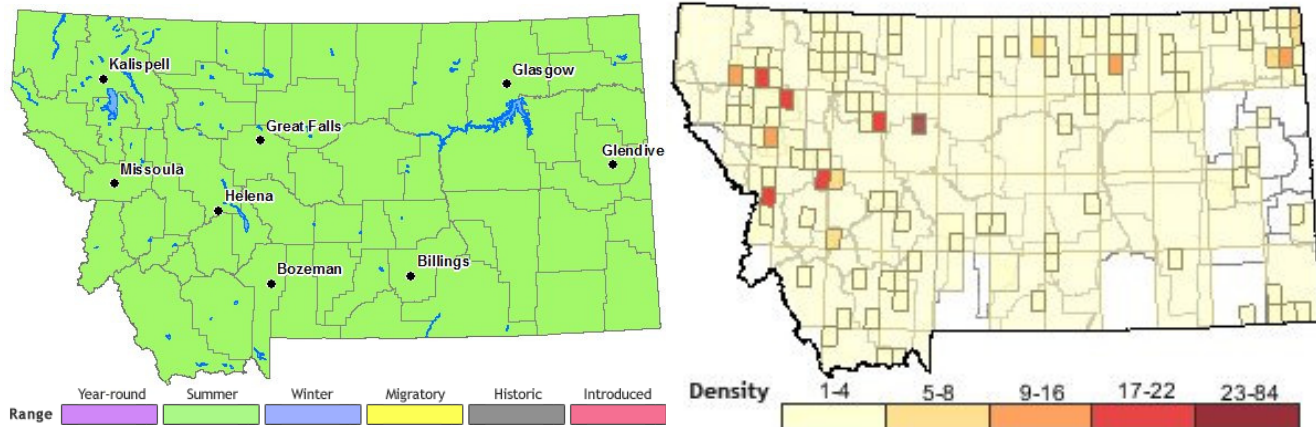 Kalispell
Glasgow
Great Falls
Glendive
Missoula
Helena
Bozeman
Billings
Range
Year-round
Summer
Winter
Migratory
Historic
Introduced
Density
1-4
5-8
9-16
17-22
23-84